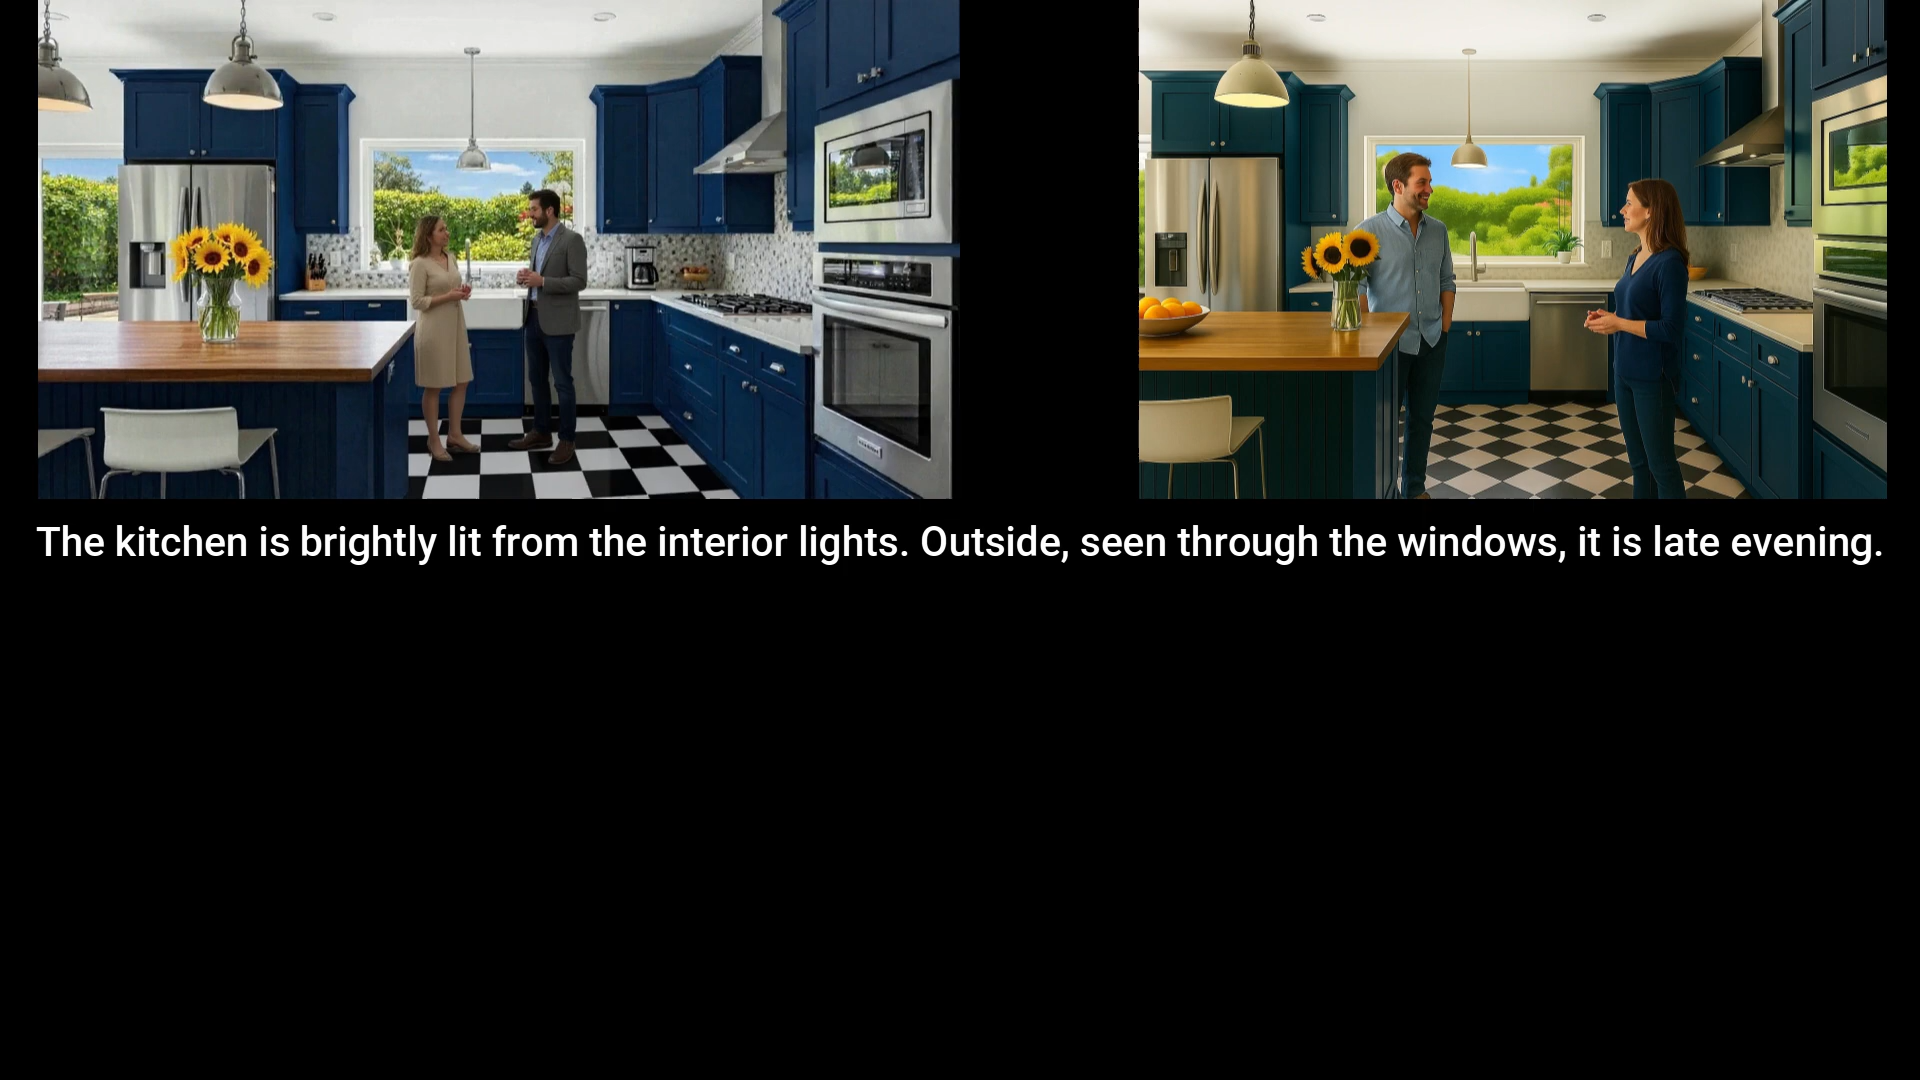 The kitchen is brightly lit from the interior lights. Outside, seen through the windows, it is late evening.